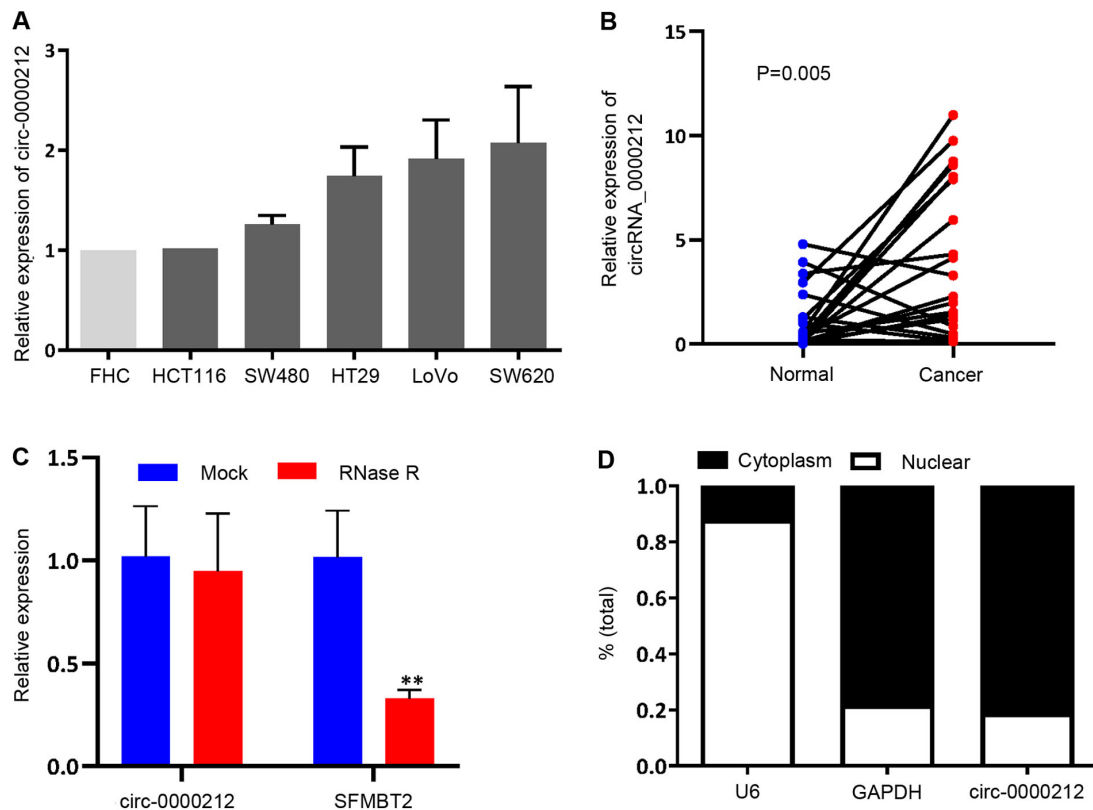 A
Relative expression of circ-0000212
3
2
1
0
FHC HCT116 SW480 HT29 LoVo SW620
B
Relative expression of
circRNA_0000212
P=0.005
15
10
5
0
Normal Cancer
C
Mock RNase R
Relative expression
1.5
1.0
0.5
0.0
**
circ-0000212 SFMBT2
D
Cytoplasm Nuclear
% (total)
1.0
0.8
0.6
0.4
0.2
0.0
U6 GAPDH circ-0000212